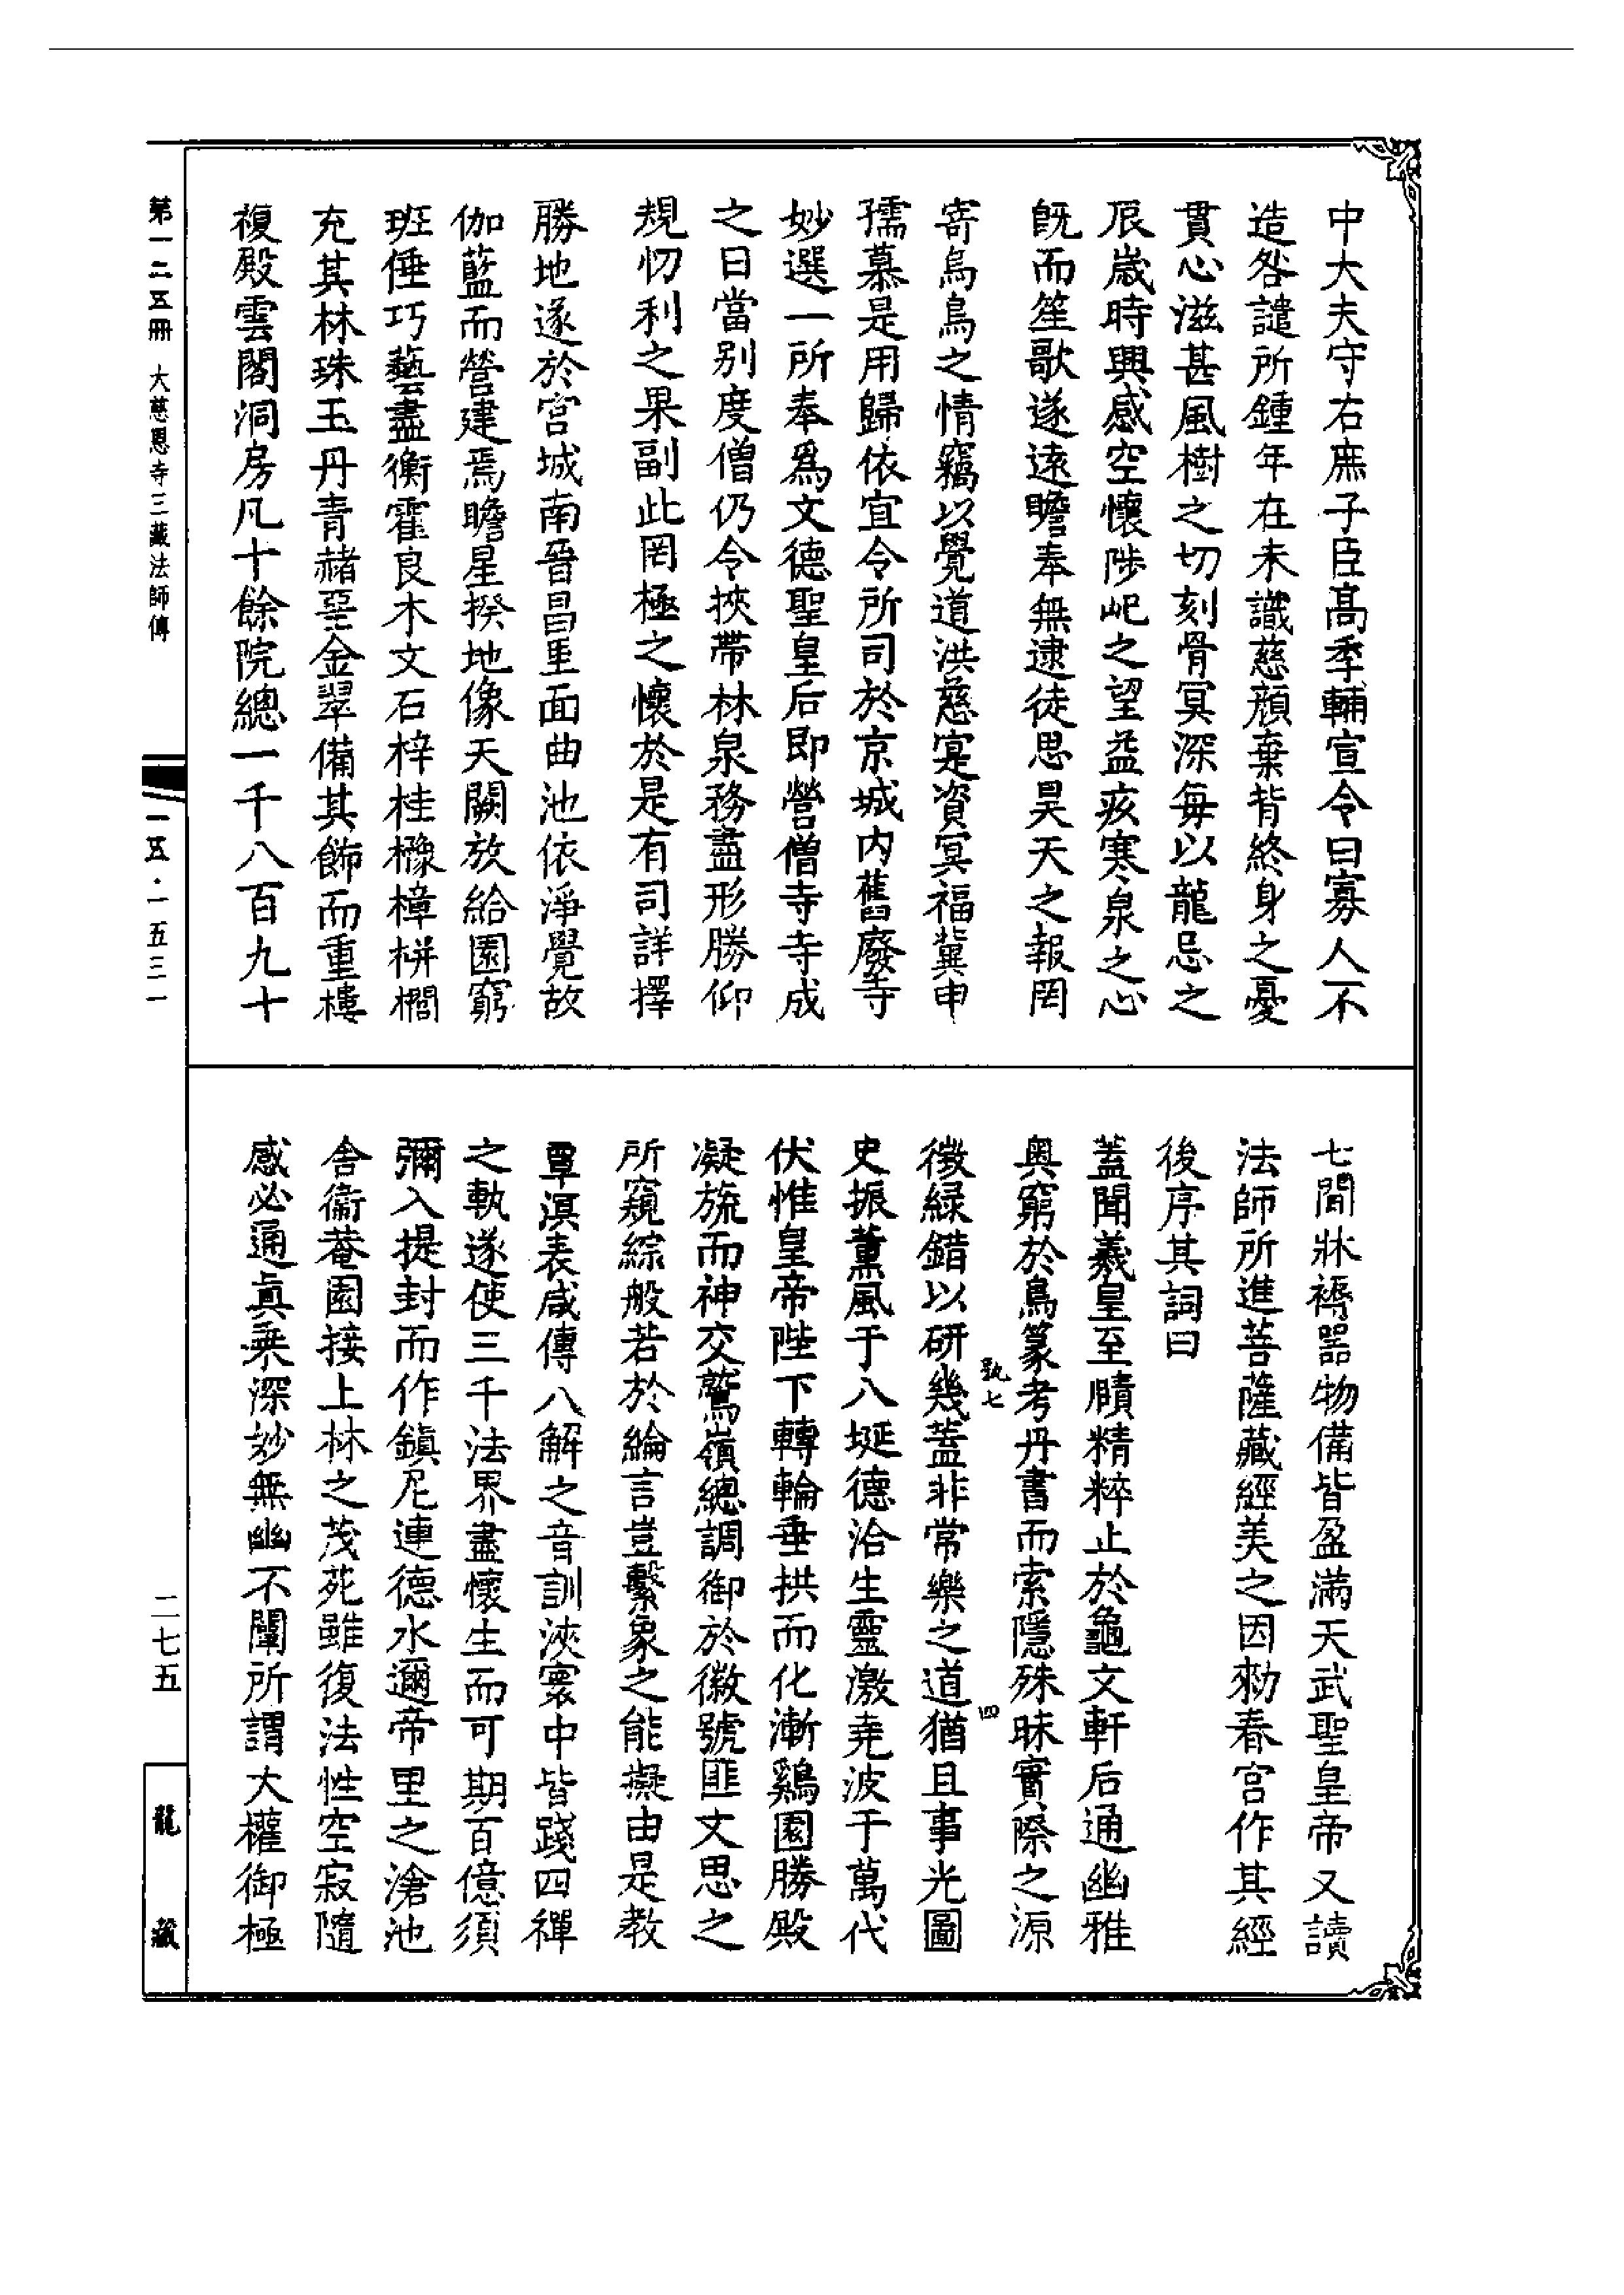 中大夫守右庶子臣高季輔宣令曰寡人不
造咎譴所鍾年在未識慈顏棄背終身之憂
貫心滋甚風樹之切刻骨冥深每以龍忌之
辰歲時興感空懷陟屺之望益疚寒泉之心
旣而笙歌遂遠瞻奉無逮徒思昊天之報罔
寄烏鳥之情竊以覺道洪慈寔資冥福冀申
孺慕是用歸依宜令所司於京城内舊廢寺
妙選一所奉爲文德聖皇后即營僧寺寺成
之日當别度僧仍令挾帶林泉務盡形勝仰
規忉利之果副此罔極之懷於是有司詳擇
勝地遂於宮城南晉昌里面曲池依淨覺故
伽藍而營建焉瞻星揆地像天闕放給園窮
班倕巧藝盡衡霍良木文石梓桂櫲樟栟櫚
充其林珠玉丹青赭堊金翠備其飾而重樓
複殿雲閣洞房凡十餘院總一千八百九十
七間牀褥器物備皆盈滿天武聖皇帝又讀
法師所進菩薩藏經美之因勑春宮作其經
後序其詞曰
蓋聞羲皇至賾精粹止於龜文軒后通幽雅
奥窮於鳥篆考丹書而索隱殊昧實際之源
徵緑錯以研幾蓋非常樂之道猶且事光圖
史振薰風于八埏德洽生靈激堯波于萬代
伏惟皇帝陛下轉輪垂拱而化漸鷄園勝殿
凝旒而神交鷲嶺總調御於徽號匪文思之
所窺綜般若於綸言豈繫象之能擬由是教
覃溟表咸傳八解之音訓浹寰中皆踐四禪
之軌遂使三千法界盡懷生而可期百億須
彌入提封而作鎮尼連德水邇帝里之滄池
舍衞菴園接上林之茂苑雖復法性空寂隨
感必通眞乗深妙無幽不闡所謂大權御極
孰七
四
第一二五冊 大慈恩寺三藏法師傳
一五·一五三一
二七五
龍藏